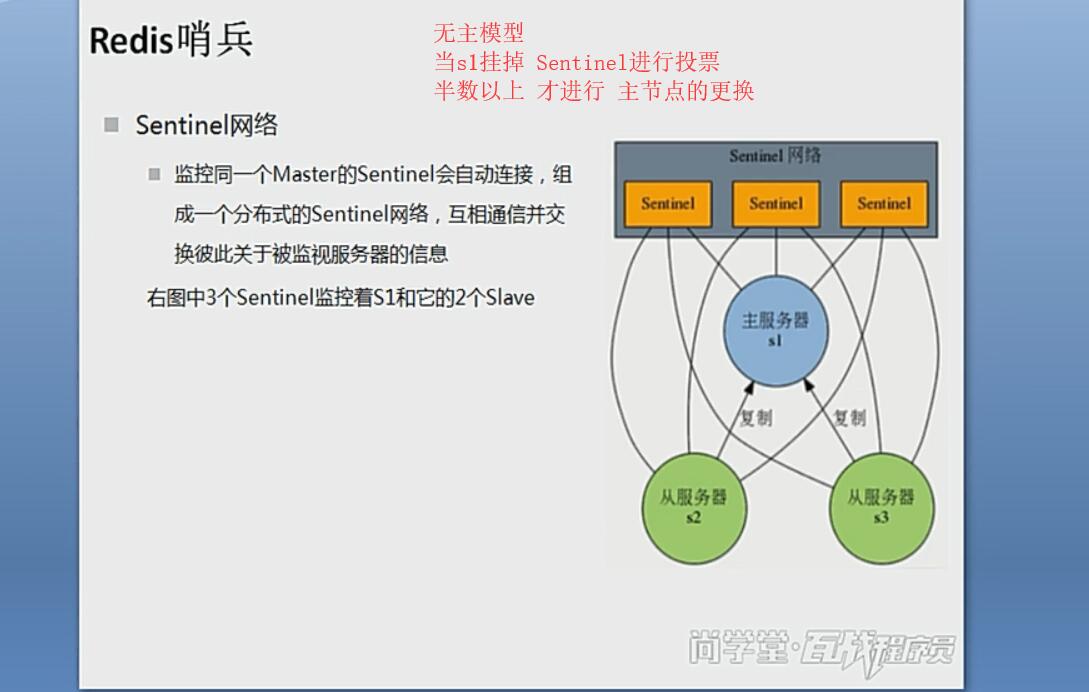 Redis哨兵
无主模型
当s1挂掉 Sentinel进行投票
半数以上 才进行 主节点的更换
Sentinel网络
监控同一个Master的Sentinel会自动连接，组
成一个分布式的Sentinel网络，互相通信并交
换彼此关于被监视服务器的信息
右图中3个Sentinel监控着S1和它的2个Slave
Sentinel 网络
Sentinel
Sentinel
Sentinel
主服务器
s1
复制
复制
从服务器
s2
从服务器
s3
尚学堂·百战程序员